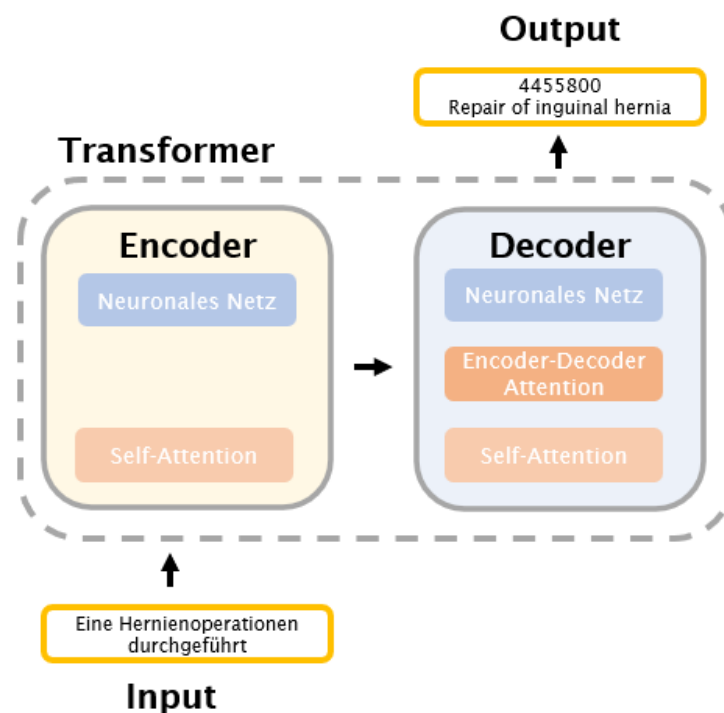 Output
4455800
Repair of inguinal hernia
Transformer
Encoder
Neuronales Netz
Self-Attention
Decoder
Neuronales Netz
Encoder-Decoder
Attention
Self-Attention
Eine Hernienoperationen
durchgeführt
Input